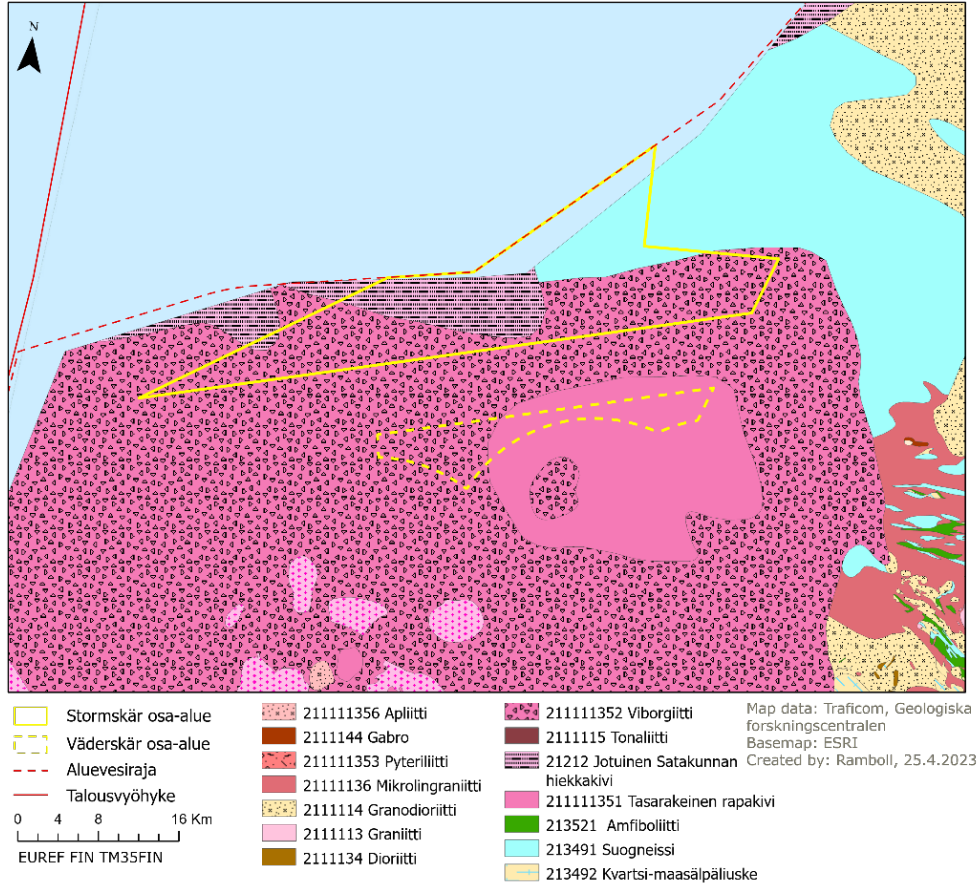 N
Stormskär osa-alue
Väderskär osa-alue
Aluevesiraja
Talousvyöhyke
0 4 8 16 Km
EUREF FIN TM35FIN
211111356 Apliitti
2111144 Gabro
211111353 Pyteriliitti
21111136 Mikrolingraniitti
2111114 Granodioriitti
2111113 Graniitti
2111134 Dioriitti
211111352 Viborgiitti
2111115 Tonaliitti
21212 Jotuinen Satakunnan
hiekkakivi
211111351 Tasarakeinen rapakivi
213521 Amfiboliitti
213491 Suogneissi
213492 Kvartsi-maasälpäliuske
Map data: Traficom, Geologiska
forskningscentralen
Basemap: ESRI
Created by: Ramboll, 25.4.2023